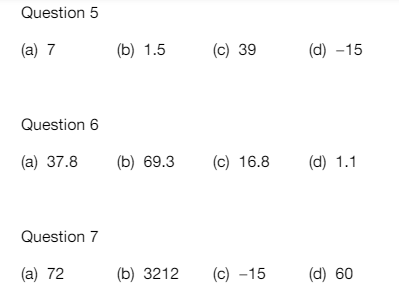 Question 5
(a) 7 (b) 1.5 (c) 39 (d) –15
Question 6
(a) 37.8 (b) 69.3 (c) 16.8 (d) 1.1
Question 7
(a) 72 (b) 3212 (c) –15 (d) 60